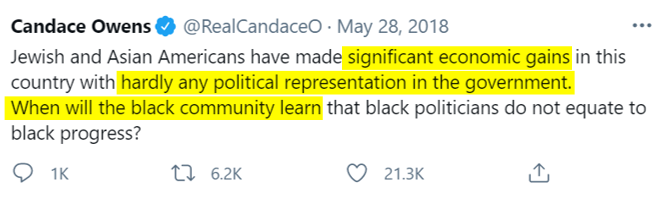 Candace Owens @RealCandaceO · May 28, 2018
Jewish and Asian Americans have made significant economic gains in this
country with hardly any political representation in the government.
When will the black community learn that black politicians do not equate to
black progress?
1K 6.2K 21.3K